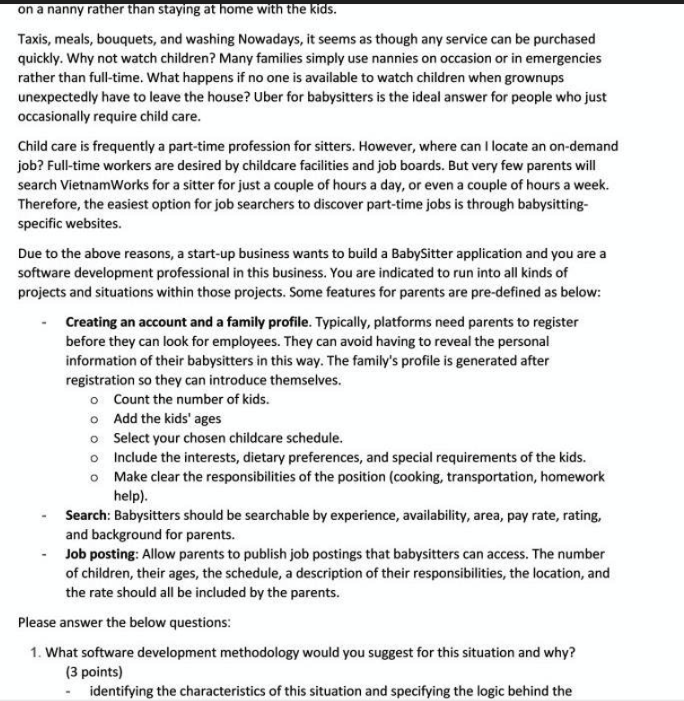 on a nanny rather than staying at home with the kids.
Taxis, meals, bouquets, and washing Nowadays, it seems as though any service can be purchased
quickly. Why not watch children? Many families simply use nannies on occasion or in emergencies
rather than full-time. What happens if no one is available to watch children when grownups
unexpectedly have to leave the house? Uber for babysitters is the ideal answer for people who just
occasionally require child care.
Child care is frequently a part-time profession for sitters. However, where can I locate an on-demand
job? Full-time workers are desired by childcare facilities and job boards. But very few parents will
search VietnamWorks for a sitter for just a couple of hours a day, or even a couple of hours a week.
Therefore, the easiest option for job searchers to discover part-time jobs is through babysitting-
specific websites.
Due to the above reasons, a start-up business wants to build a BabySitter application and you are a
software development professional in this business. You are indicated to run into all kinds of
projects and situations within those projects. Some features for parents are pre-defined as below:
- Creating an account and a family profile. Typically, platforms need parents to register
before they can look for employees. They can avoid having to reveal the personal
information of their babysitters in this way. The family's profile is generated after
registration so they can introduce themselves.
o Count the number of kids.
o Add the kids' ages
o Select your chosen childcare schedule.
o Include the interests, dietary preferences, and special requirements of the kids.
o Make clear the responsibilities of the position (cooking, transportation, homework
help).
- Search: Babysitters should be searchable by experience, availability, area, pay rate, rating,
and background for parents.
- Job posting: Allow parents to publish job postings that babysitters can access. The number
of children, their ages, the schedule, a description of their responsibilities, the location, and
the rate should all be included by the parents.
Please answer the below questions:
1. What software development methodology would you suggest for this situation and why?
(3 points)
- identifying the characteristics of this situation and specifying the logic behind the